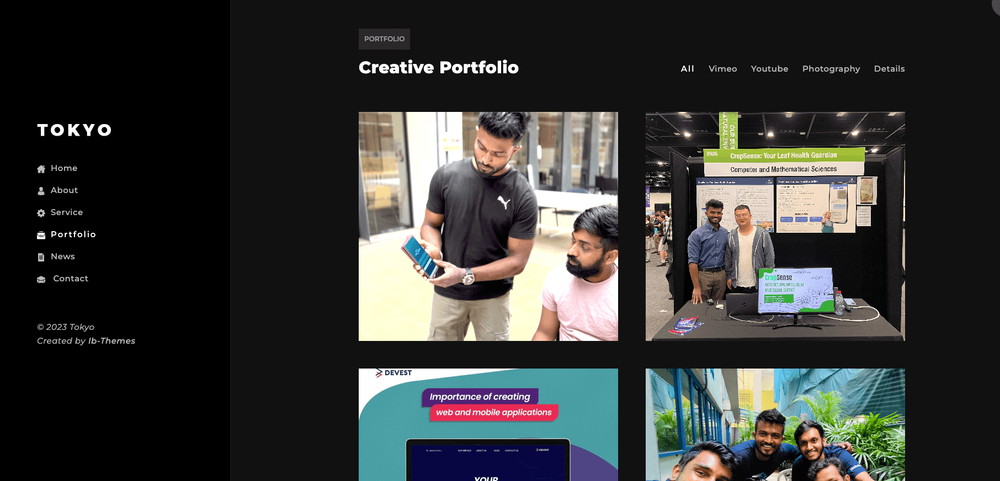 TOKYO
Home
About
Service
Portfolio
News
Contact
© 2023 Tokyo
Created by Ib-Themes
PORTFOLIO
Creative Portfolio
All Vimeo Youtube Photography Details
CropSense: Your Leaf Health Guardian
Computer and Mathematical Sciences
CropSense
DEVEST
Importance of creating
web and mobile applications
YOUR